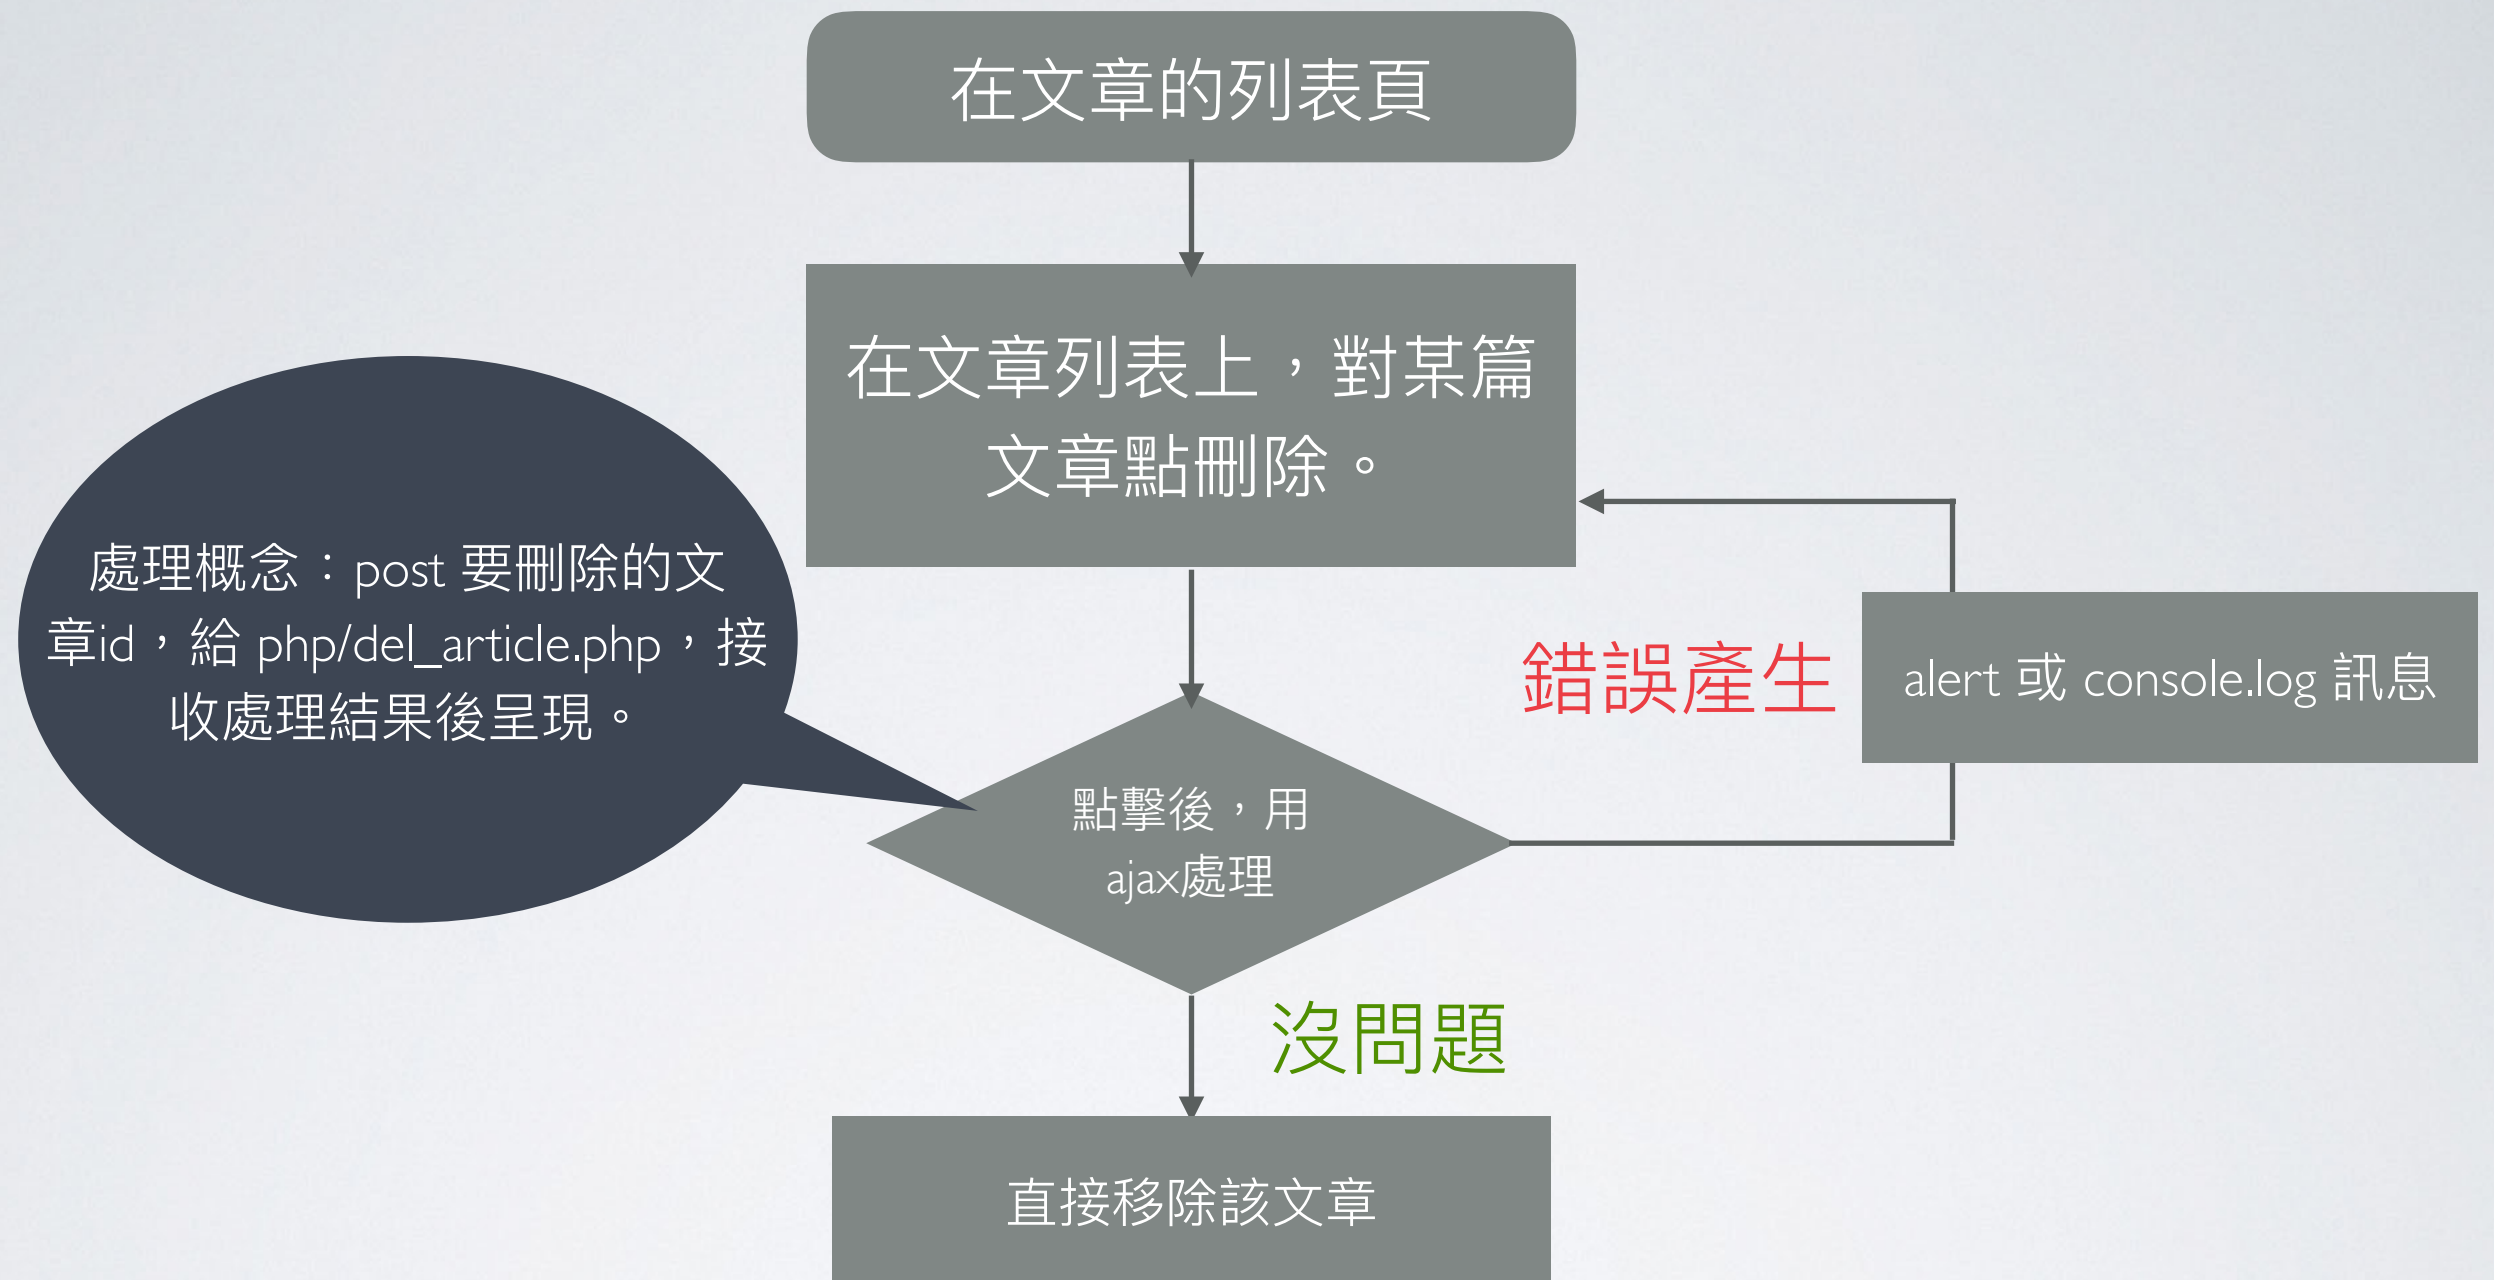 在文章的列表頁
在文章列表上，對某篇
文章點刪除。
處理概念：post 要刪除的文
章id，給 php/del_article.php，接
收處理結果後呈現。
錯誤產生
alert 或 console.log 訊息
點擊後，用
ajax處理
沒問題
直接移除該文章